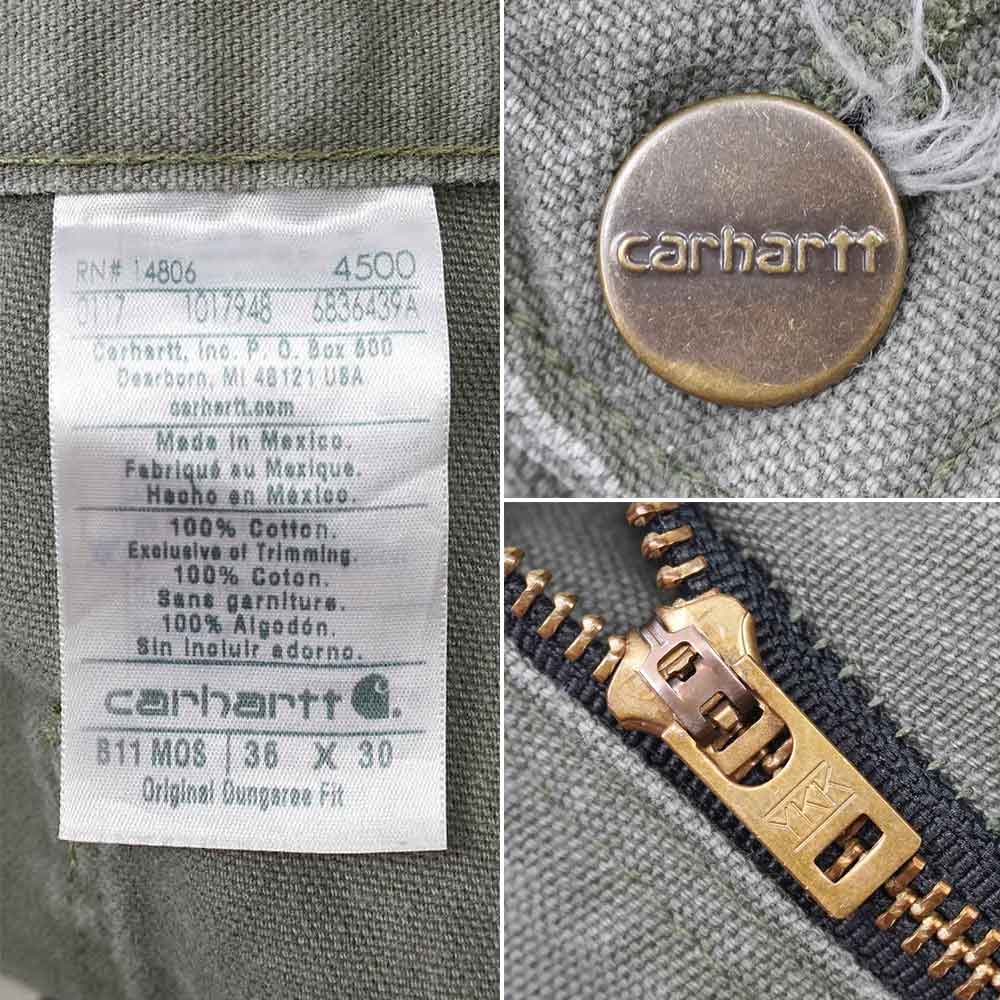 RN# 14806 4500
0117 1017948 6836439A
Carhartt, Inc. P. O. Box 600
Dearborn, MI 48121 USA
carhartt.com
Made in Mexico.
Fabriqué au Mexique.
Hecho en México.
100% Cotton.
Exclusive of Trimming.
100% Coton.
Sans garniture.
100% Algodón.
Sin Incluir adorno.
carhartt
B11 MOS 36 X 30
Original Dungaree Fit
carhartt
YKK